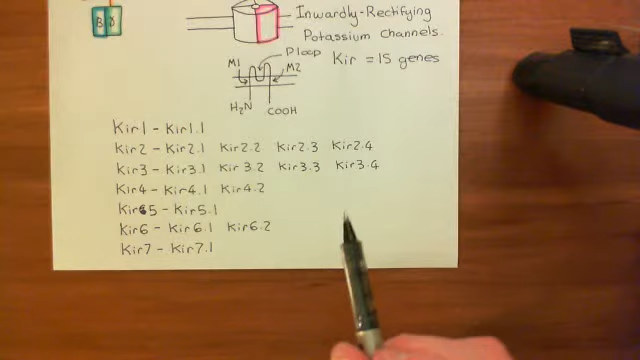 β γ
Inwardly-Rectifying
Potassium Channels.
Kir = 15 genes
P loop
M1
M2
H₂N
COOH
Kir1 - Kir1.1
Kir2 - Kir2.1 Kir2.2 Kir2.3 Kir2.4
Kir3 - Kir3.1 Kir3.2 Kir3.3 Kir3.4
Kir4 - Kir4.1 Kir4.2
Kir5 - Kir5.1
Kir6 - Kir6.1 Kir6.2
Kir7 - Kir7.1